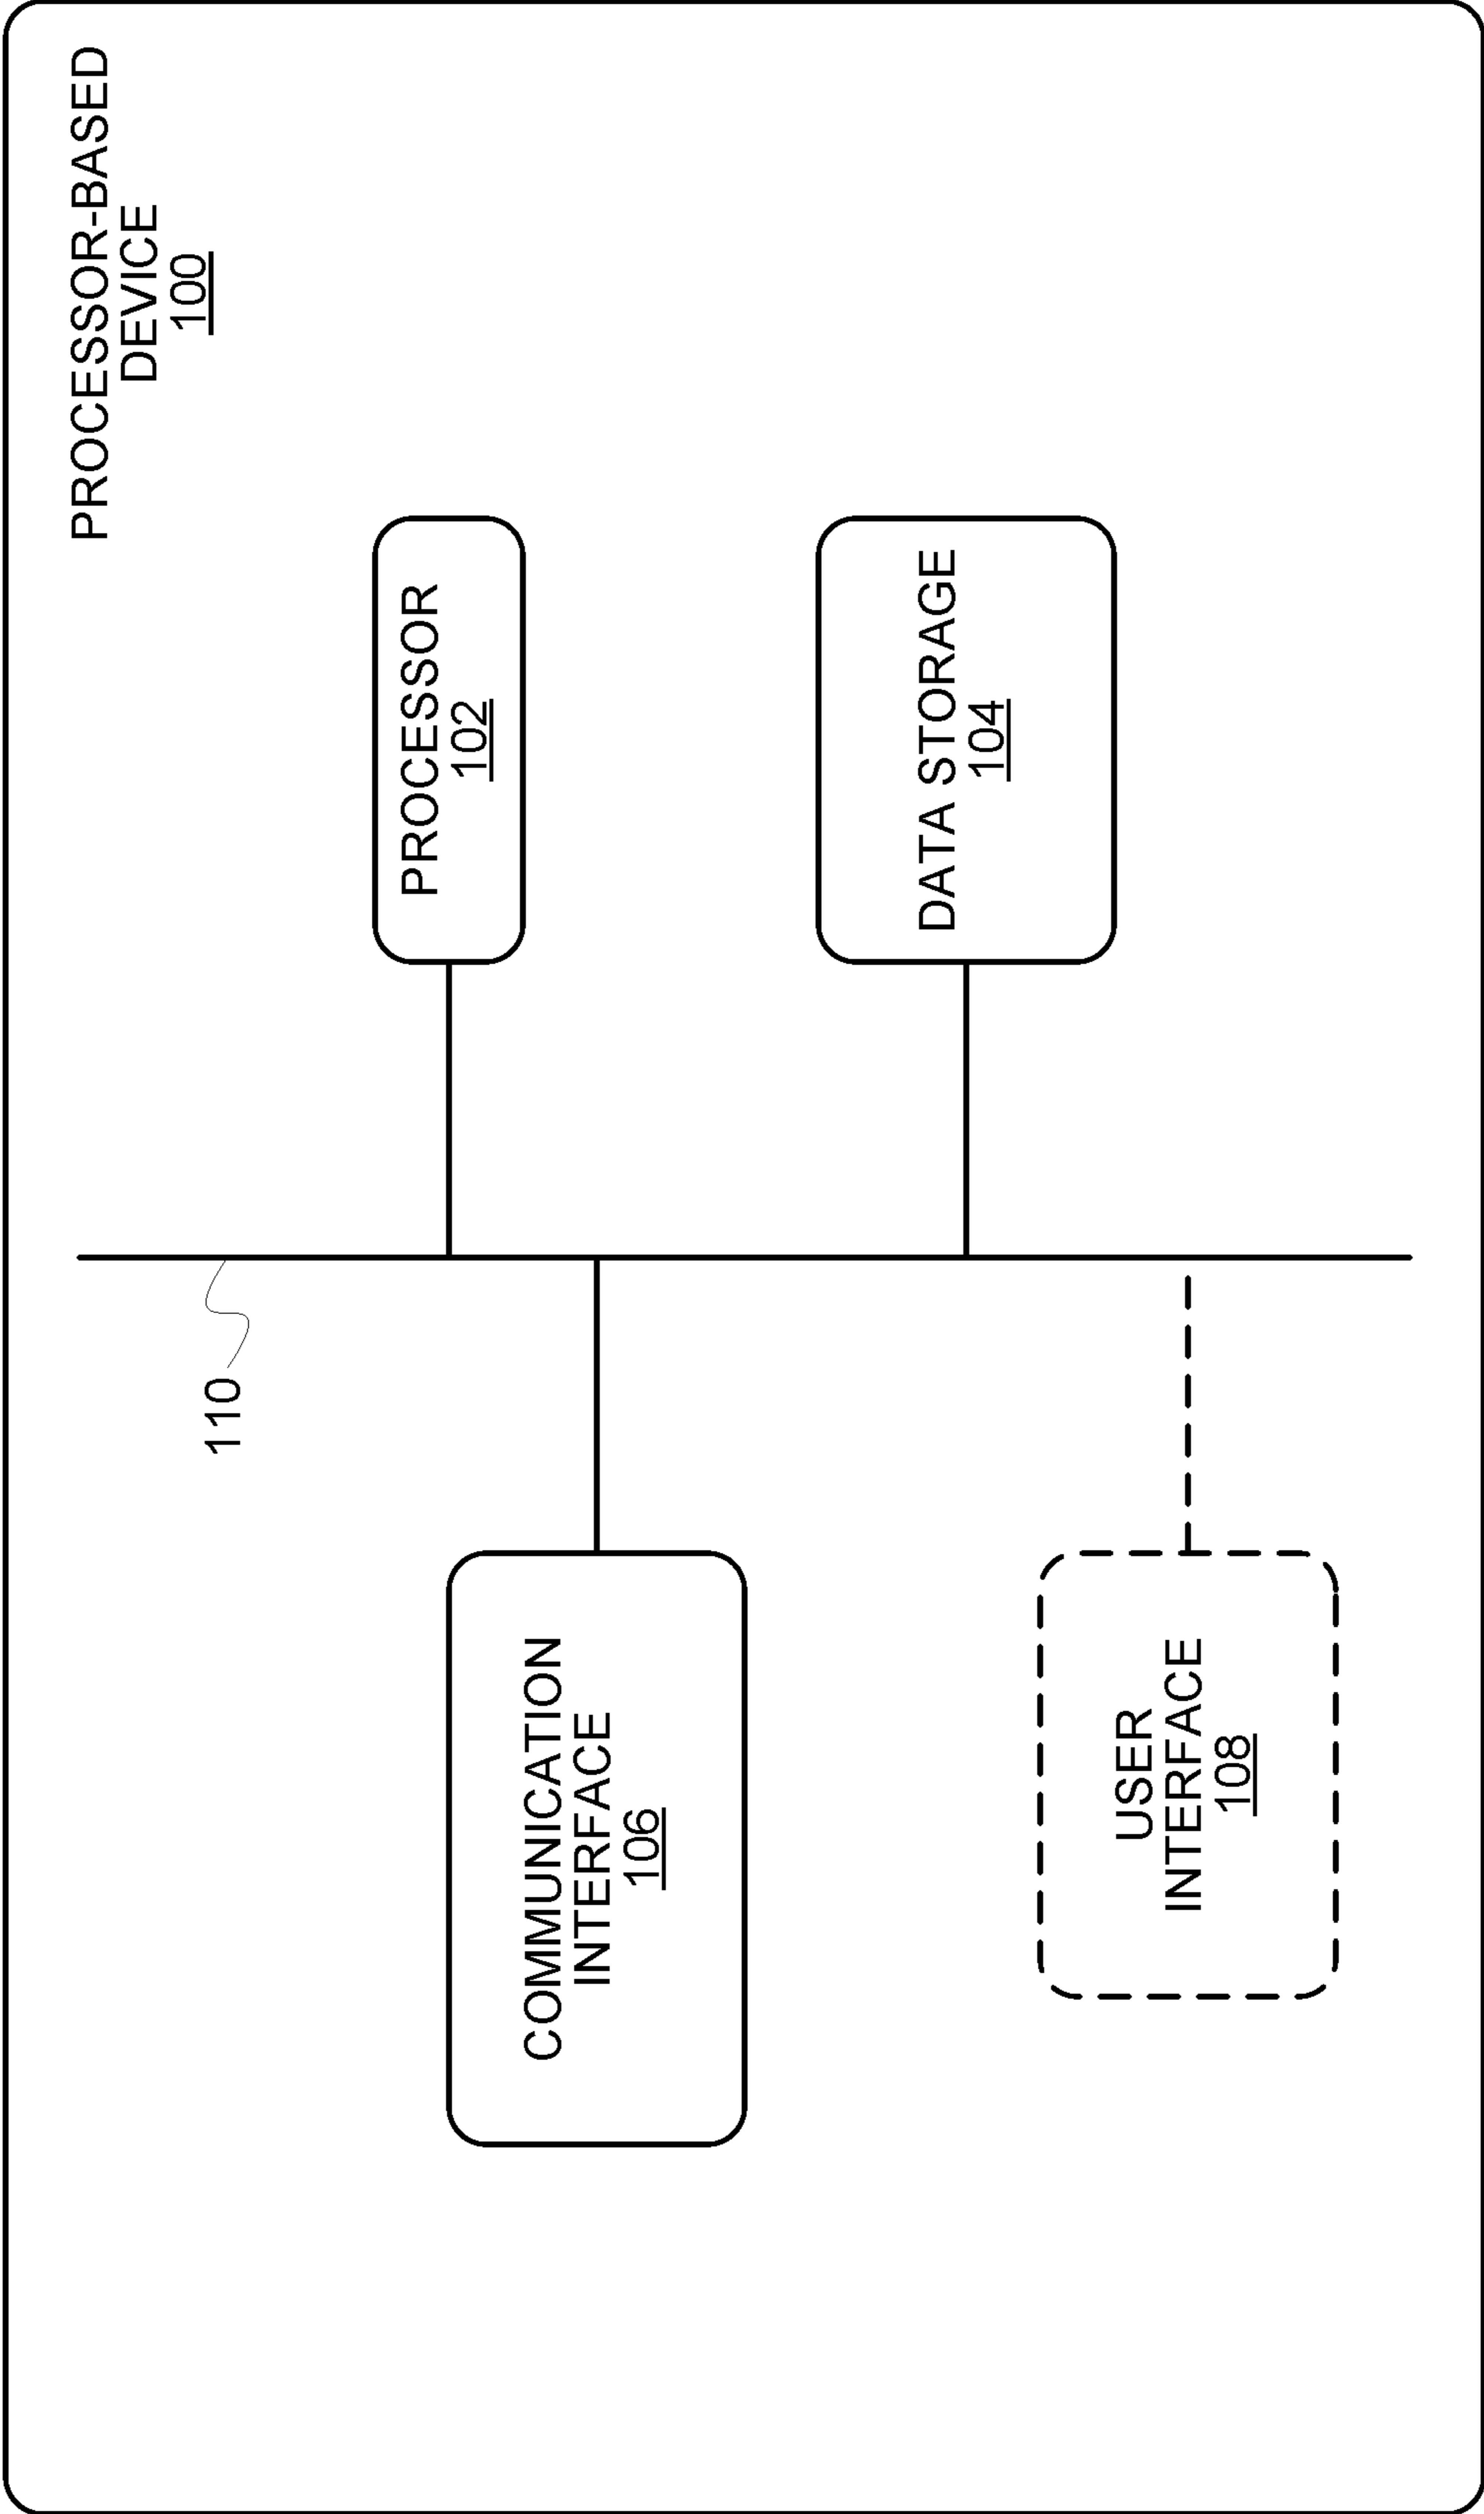 PROCESSOR-BASED
DEVICE
100
PROCESSOR
102
DATA STORAGE
104
110
COMMUNICATION
INTERFACE
106
USER
INTERFACE
108